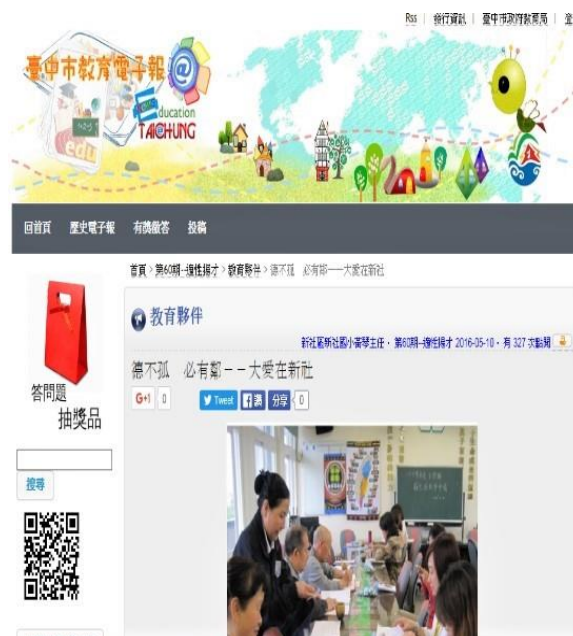 Rss | 發行資訊 | 臺中市政府教育局 | 登
臺中市教育電子報
Education
TAICHUNG
edu
回首頁 歷史電子報 有獎徵答 投稿
首頁 > 第60期-適性揚才 > 教育夥伴 > 德不孤 必有鄰——大愛在新社
教育夥伴
新社區新社國小 主任 · 第60期-適性揚才 2016-05-10 · 有 327 次點閱
德不孤 必有鄰——大愛在新社
G+1 0 Tweet 讚 分享 0
答問題
抽獎品
搜尋